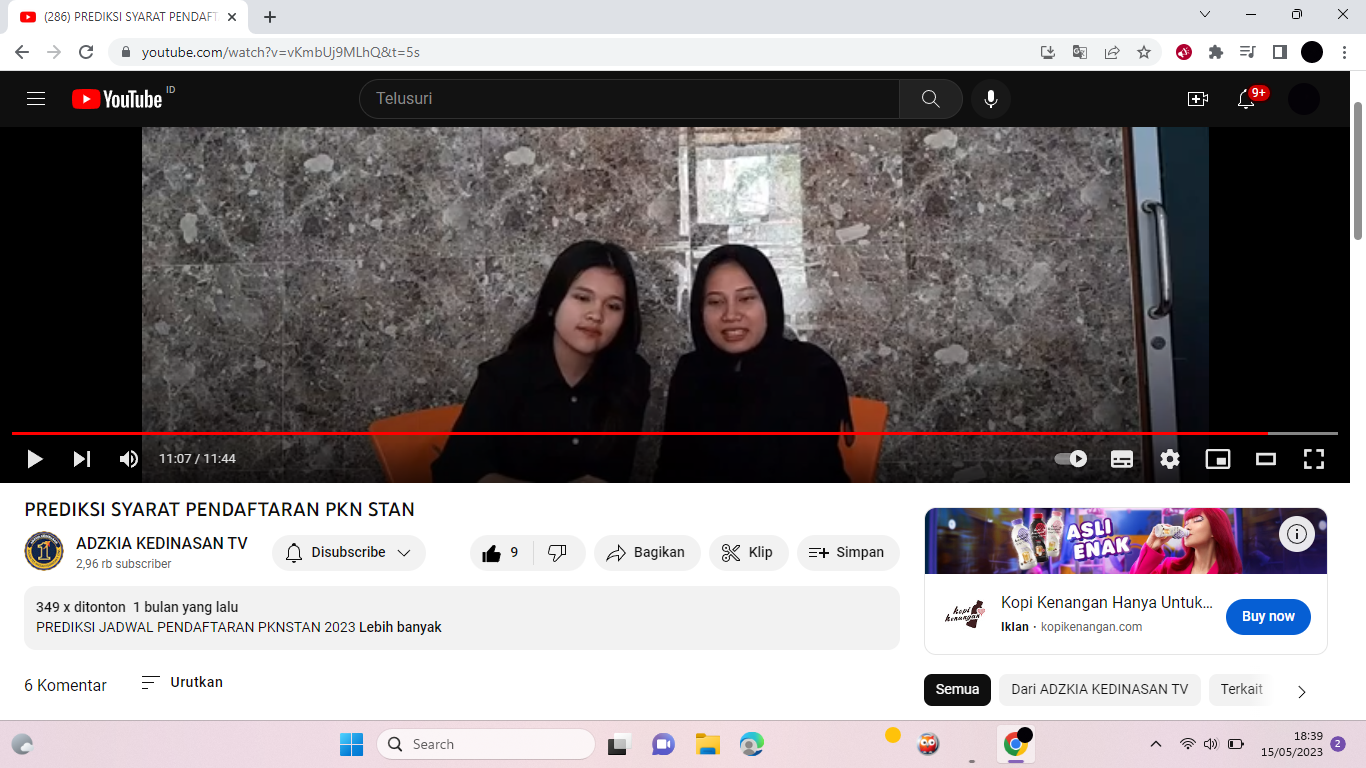 (286) PREDIKSI SYARAT PENDAFT
youtube.com/watch?v=vKmbUj9MLhQ&t=5s
YouTube ID
Telusuri
9+
11:07 / 11:44
PREDIKSI SYARAT PENDAFTARAN PKN STAN
ADZKIA KEDINASAN TV
2,96 rb subscriber
Disubscribe
9
Bagikan
Klip
Simpan
349 x ditonton 1 bulan yang lalu
PREDIKSI JADWAL PENDAFTARAN PKNSTAN 2023 Lebih banyak
6 Komentar
Urutkan
ASLI
ENAK
kopi
kenangan
Kopi Kenangan Hanya Untuk...
Iklan · kopikenangan.com
Buy now
Semua
Dari ADZKIA KEDINASAN TV
Terkait
Search
18:39
15/05/2023
2